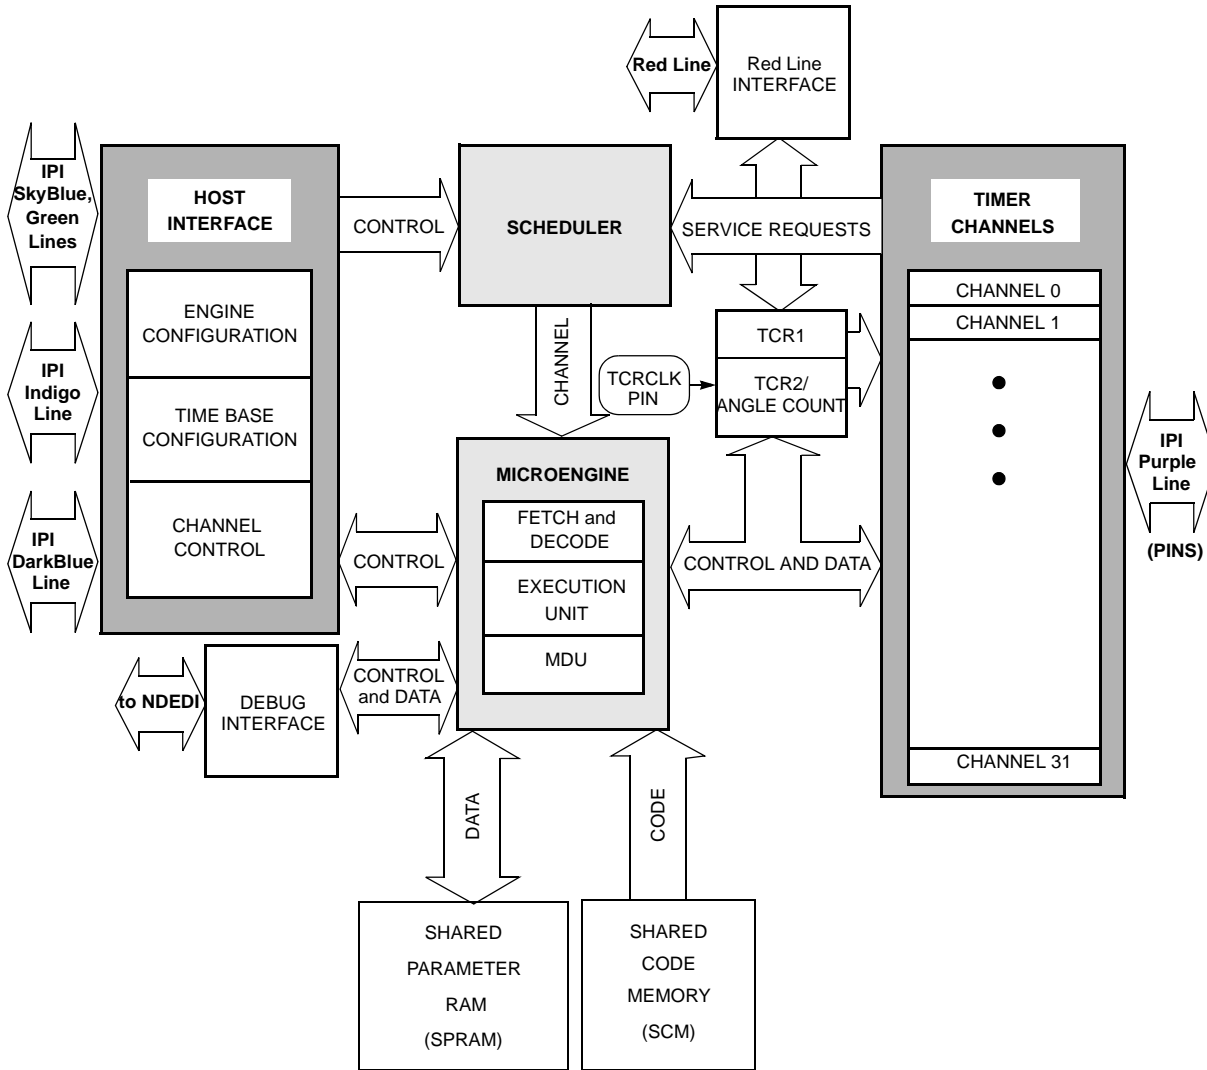 Red Line
Red Line
INTERFACE
IPI
SkyBlue,
Green
Lines
HOST
INTERFACE
CONTROL
SCHEDULER
SERVICE REQUESTS
TIMER
CHANNELS
ENGINE
CONFIGURATION
CHANNEL 0
CHANNEL 1
CHANNEL
TCR1
TCRCLK
PIN
TCR2/
ANGLE COUNT
IPI
Indigo
Line
TIME BASE
CONFIGURATION
IPI
Purple
Line
(PINS)
MICROENGINE
FETCH and
DECODE
EXECUTION
UNIT
MDU
IPI
DarkBlue
Line
CHANNEL
CONTROL
CONTROL
CONTROL AND DATA
to NDEDI
DEBUG
INTERFACE
CONTROL
and DATA
CHANNEL 31
DATA
CODE
SHARED
PARAMETER
RAM
(SPRAM)
SHARED
CODE
MEMORY
(SCM)